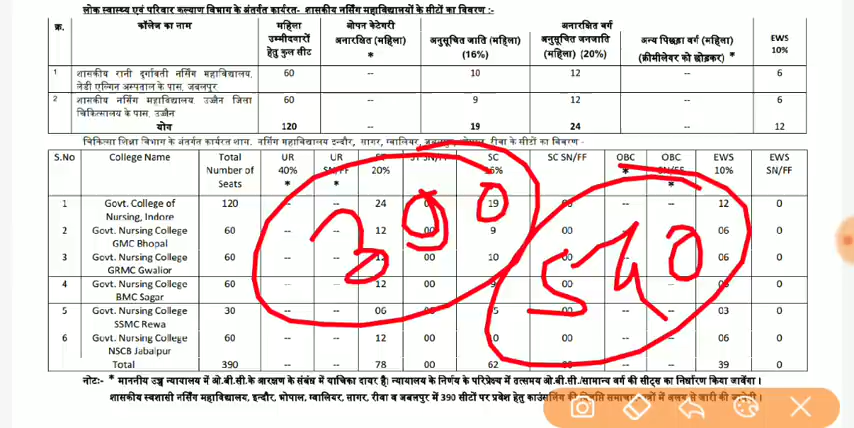 लोक स्वास्थ्य एवं परिवार कल्याण विभाग के अंतर्गत कार्यरत- शासकीय नर्सिंग महाविद्यालयों के सीटों का विवरण :-
क्र. कॉलेज का नाम महिला उम्मीदवारों हेतु कुल सीट ओपन केटेगरी अनारक्षित (महिला) * अनारक्षित वर्ग EWS 10%
अनुसूचित जाति (महिला) (16%) अनुसूचित जनजाति (महिला) (20%) अन्य पिछड़ा वर्ग (महिला) (क्रीमीलेयर को छोड़कर) *
1 शासकीय रानी दुर्गावती नर्सिंग महाविद्यालय, 60 -- 10 12 -- 6
लेडी एल्गिन अस्पताल के पास, जबलपुर
2 शासकीय नर्सिंग महाविद्यालय, उज्जैन जिला 60 -- 9 12 -- 6
चिकित्सालय के पास, उज्जैन
योग 120 -- 19 24 -- 12
चिकित्सा शिक्षा विभाग के अंतर्गत कार्यरत शास. नर्सिंग महाविद्यालय इन्दौर, सागर, ग्वालियर, जबलपुर, रीवा के सीटों का विवरण -
S.No College Name Total UR UR SC SC SN/FF OBC OBC EWS EWS
Number of 40% SN/FF 20% 16% * SN/FF 10% SN/FF
Seats * * *
1 Govt. College of 120 -- -- 24 19 -- -- 12 0
Nursing, Indore
2 Govt. Nursing College 60 -- -- 12 00 9 00 -- -- 06 0
GMC Bhopal
3 Govt. Nursing College 60 -- -- 12 00 10 00 -- 06 0
GRMC Gwalior
4 Govt. Nursing College 60 -- -- 12 00 00 -- -- 0
BMC Sagar
5 Govt. Nursing College 30 -- -- 06 5 00 -- -- 03 0
SSMC Rewa
6 Govt. Nursing College 60 -- -- 12 00 10 00 -- -- 06 0
NSCB Jabalpur
Total 390 -- -- 78 00 62 -- -- 39 0
300
510
नोटः- * माननीय उच्च न्यायालय में ओ.बी.सी.के आरक्षण के संबंध में याचिका दायर है। न्यायालय के निर्णय के परिप्रेक्ष्य में तत्समय ओ.बी.सी./सामान्य वर्ग की सीट्स का निर्धारण किया जावेगा।
शासकीय स्वशासी नर्सिंग महाविद्यालय, इन्दौर, भोपाल, ग्वालियर, सागर, रीवा व जबलपुर में 390 सीटों पर प्रवेश हेतु काउंसलिंग की